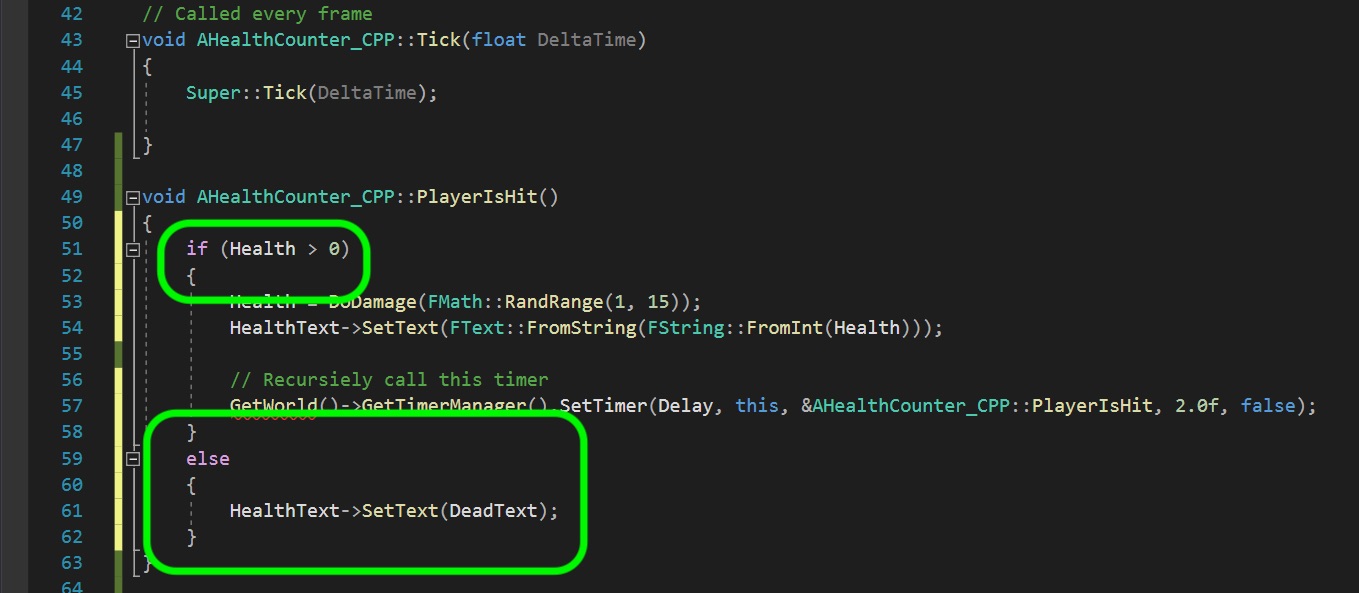 42 // Called every frame
43 void AHealthCounter_CPP::Tick(float DeltaTime)
44 {
45 Super::Tick(DeltaTime);
46
47 }
48
49 void AHealthCounter_CPP::PlayerIsHit()
50 {
51 if (Health > 0)
52 {
53 Health = DoDamage(FMath::RandRange(1, 15));
54 HealthText->SetText(FText::FromString(FString::FromInt(Health)));
55
56 // Recursiely call this timer
57 GetWorld()->GetTimerManager().SetTimer(Delay, this, &AHealthCounter_CPP::PlayerIsHit, 2.0f, false);
58 }
59 else
60 {
61 HealthText->SetText(DeadText);
62 }
63 }
64